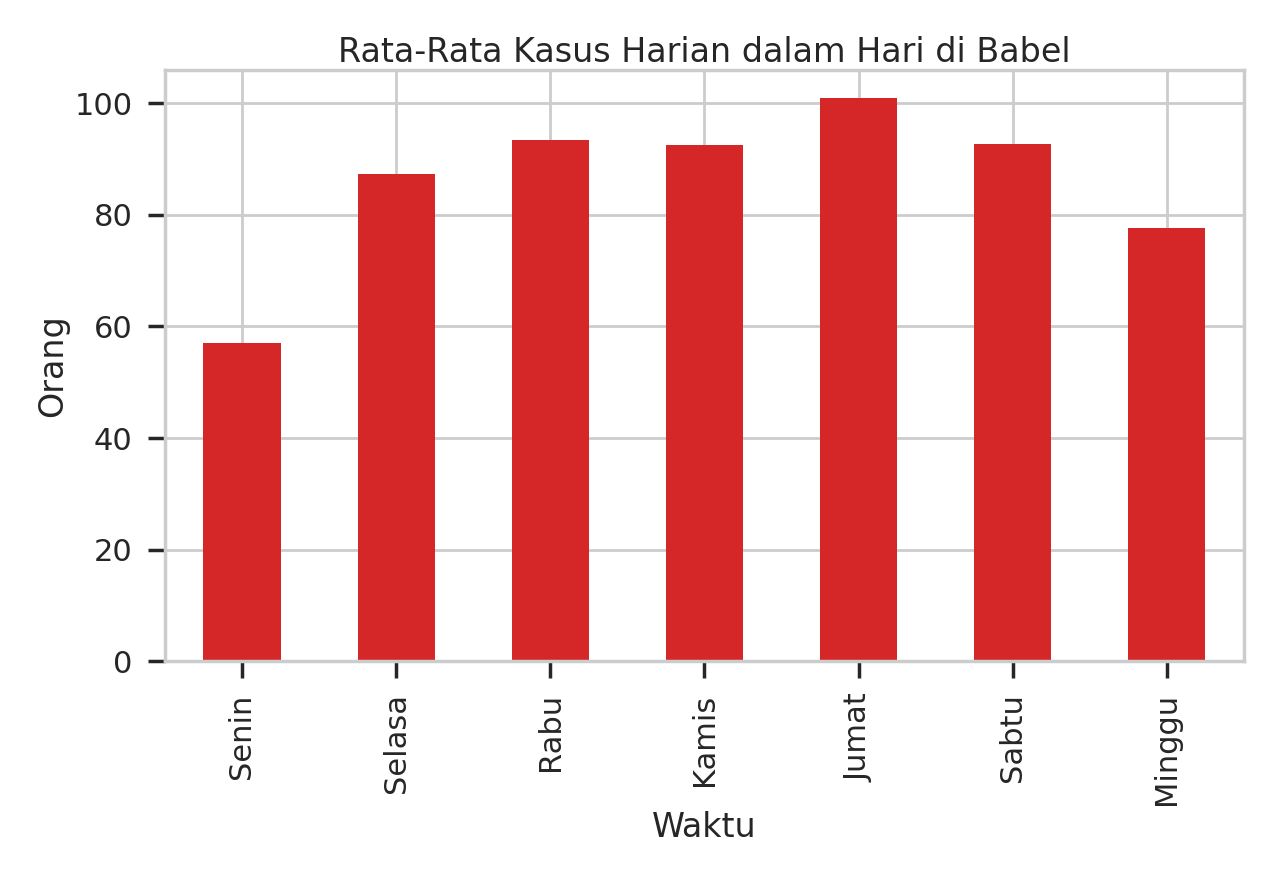 Rata-Rata Kasus Harian dalam Hari di Babel
100
80
60
40
20
0
Orang
Senin
Selasa
Rabu
Kamis
Jumat
Sabtu
Minggu
Waktu